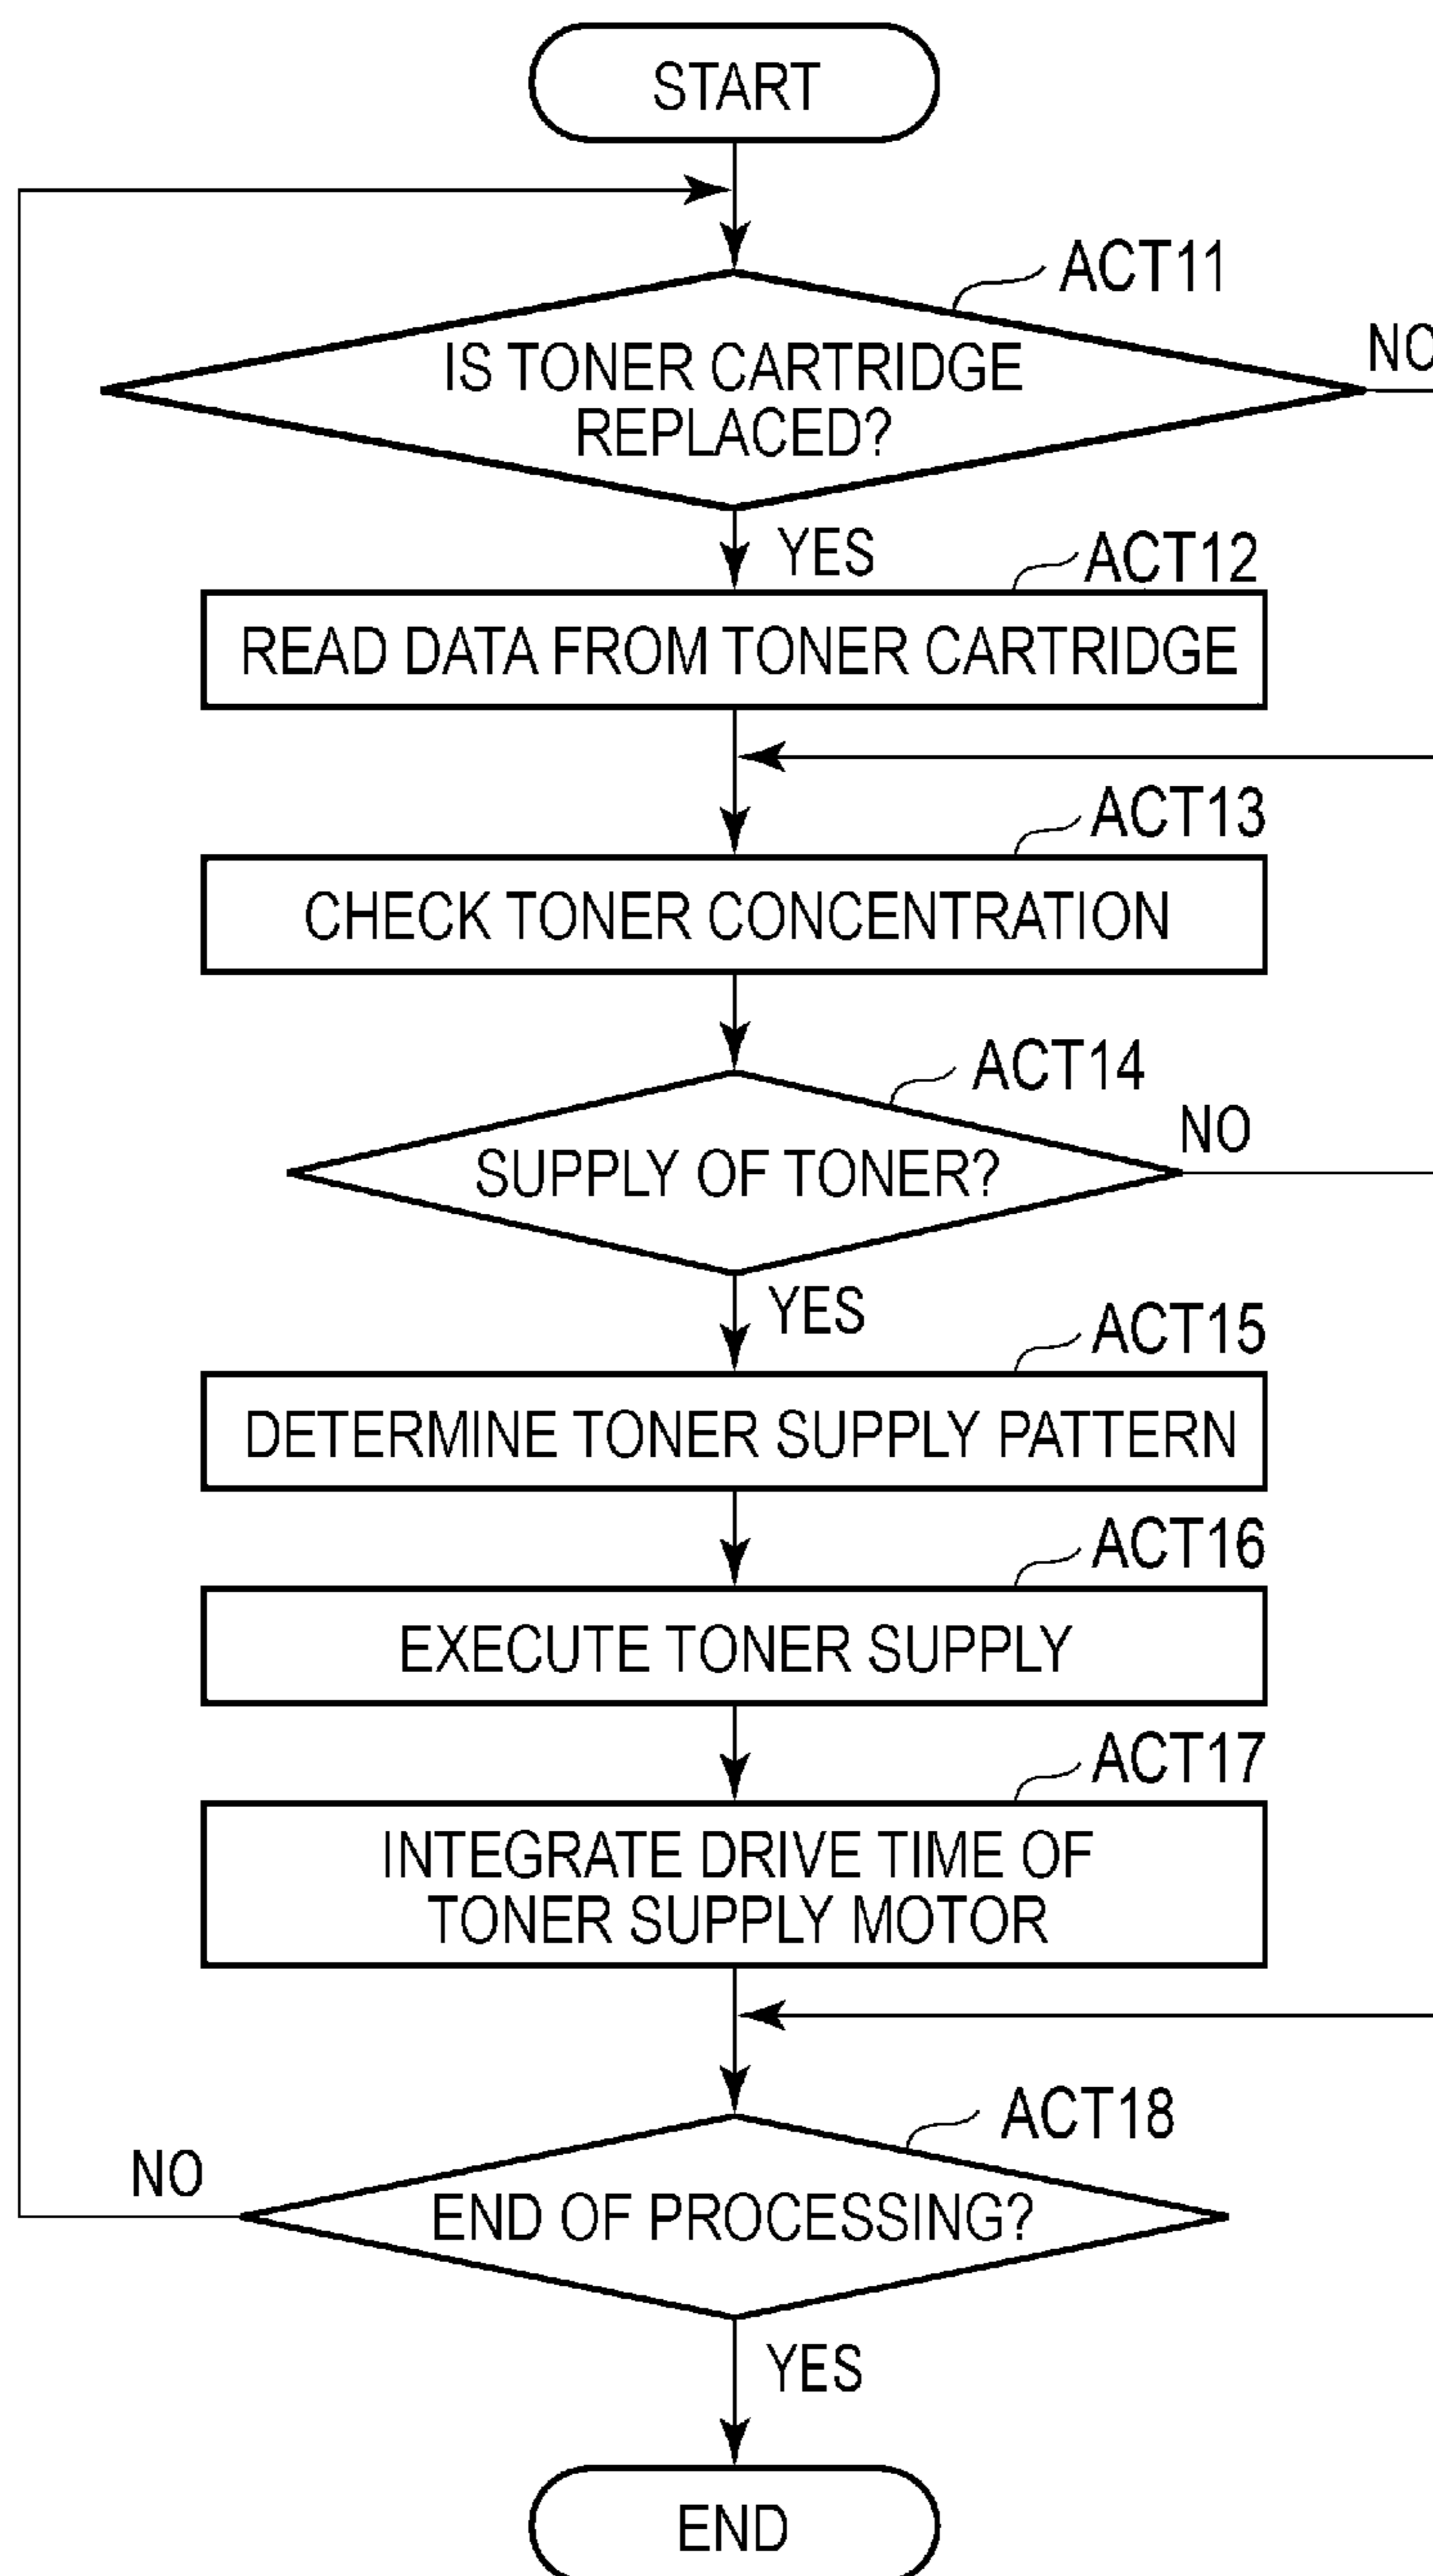 START
ACT11
IS TONER CARTRIDGE
REPLACED?
NO
YES
ACT12
READ DATA FROM TONER CARTRIDGE
ACT13
CHECK TONER CONCENTRATION
ACT14
SUPPLY OF TONER?
NO
YES
ACT15
DETERMINE TONER SUPPLY PATTERN
ACT16
EXECUTE TONER SUPPLY
ACT17
INTEGRATE DRIVE TIME OF
TONER SUPPLY MOTOR
ACT18
NO
END OF PROCESSING?
YES
END